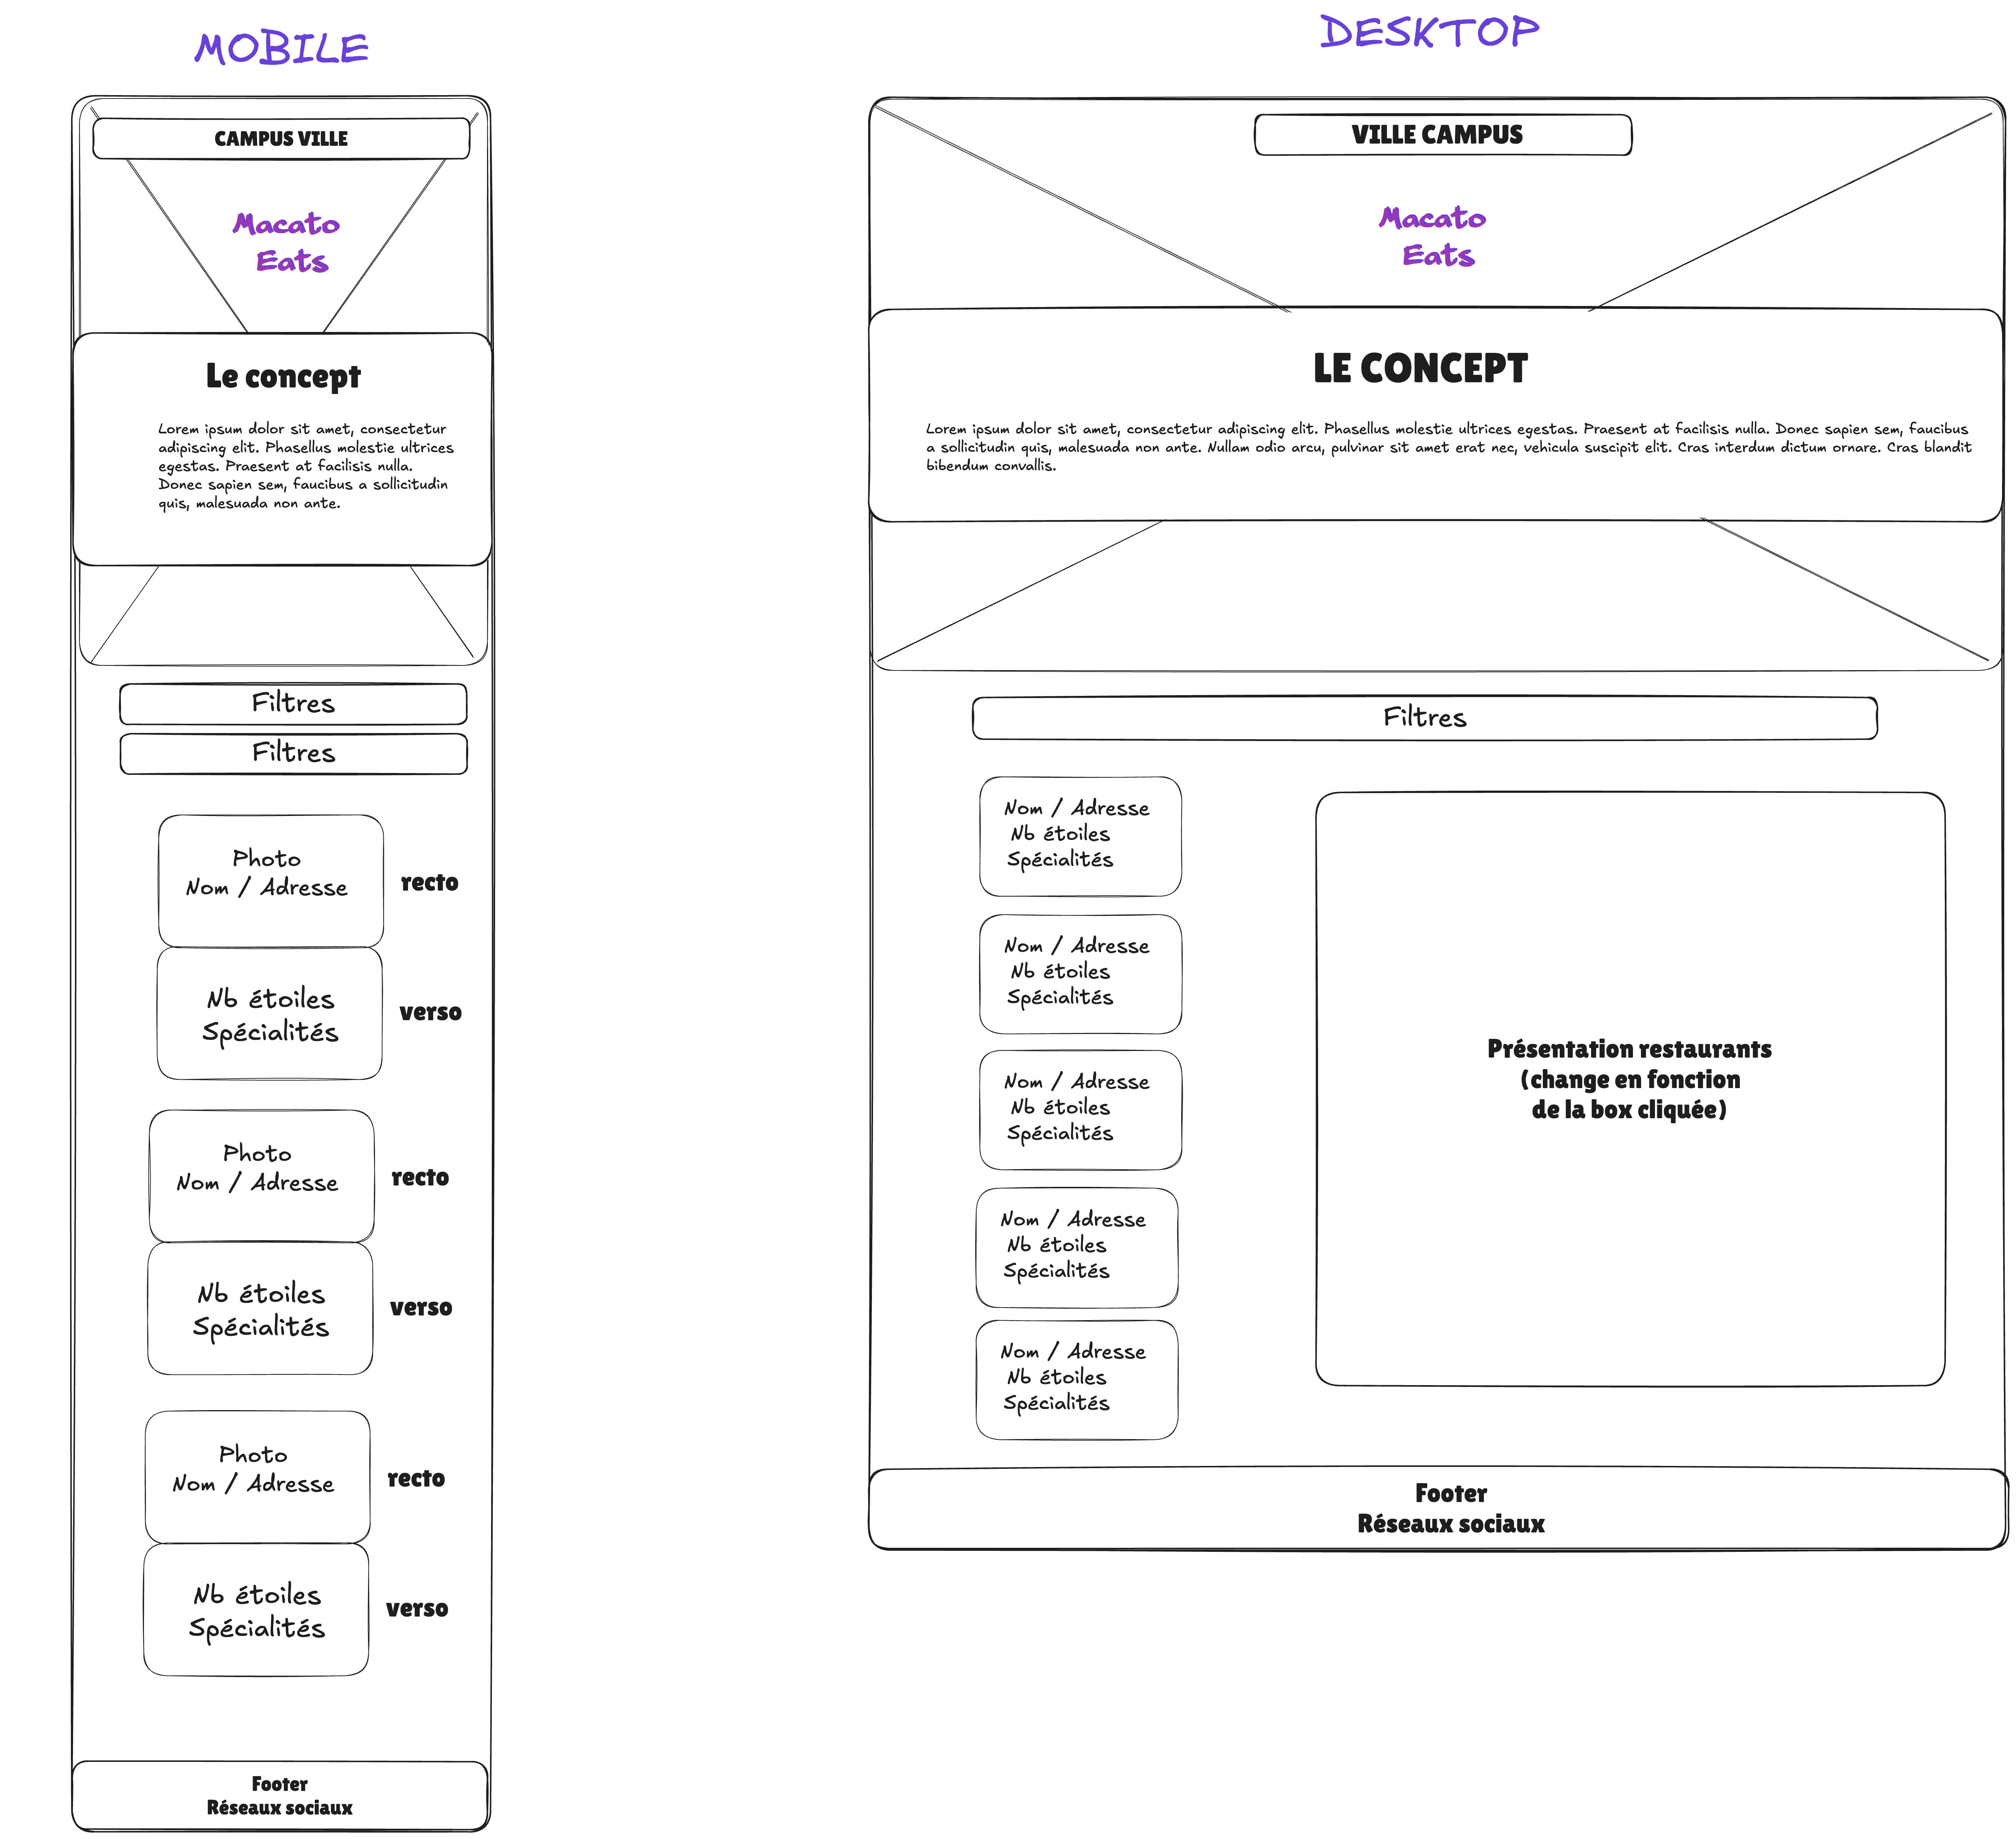 MOBILE
CAMPUS VILLE
Macato
Eats
Le concept
Lorem ipsum dolor sit amet, consectetur
adipiscing elit. Phasellus molestie ultrices
egestas. Praesent at facilisis nulla.
Donec sapien sem, faucibus a sollicitudin
quis, malesuada non ante.
Filtres
Filtres
Photo
Nom / Adresse
recto
Nb étoiles
Spécialités
verso
Photo
Nom / Adresse
recto
Nb étoiles
Spécialités
verso
Photo
Nom / Adresse
recto
Nb étoiles
Spécialités
verso
Footer
Réseaux sociaux
DESKTOP
VILLE CAMPUS
Macato
Eats
LE CONCEPT
Lorem ipsum dolor sit amet, consectetur adipiscing elit. Phasellus molestie ultrices egestas. Praesent at facilisis nulla. Donec sapien sem, faucibus
a sollicitudin quis, malesuada non ante. Nullam odio arcu, pulvinar sit amet erat nec, vehicula suscipit elit. Cras interdum dictum ornare. Cras blandit
bibendum convallis.
Filtres
Nom / Adresse
Nb étoiles
Spécialités
Nom / Adresse
Nb étoiles
Spécialités
Nom / Adresse
Nb étoiles
Spécialités
Nom / Adresse
Nb étoiles
Spécialités
Nom / Adresse
Nb étoiles
Spécialités
Présentation restaurants
(change en fonction
de la box cliquée)
Footer
Réseaux sociaux